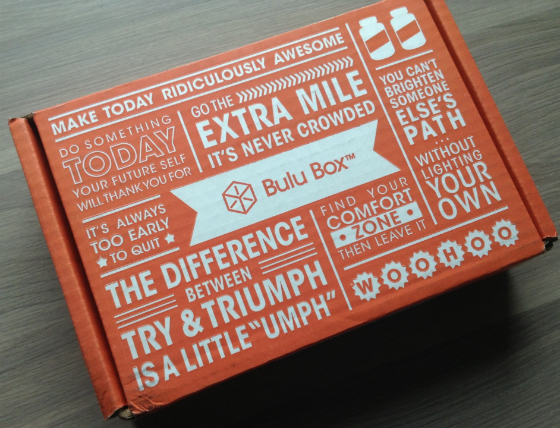 MAKE TODAY RIDICULOUSLY AWESOME
DO SOMETHING
TODAY
YOUR FUTURE SELF
WILL THANK YOU FOR
GO THE
EXTRA MILE
IT'S NEVER CROWDED
YOU CAN'T
BRIGHTEN
SOMEONE
ELSE'S
PATH
...
WITHOUT
LIGHTING
YOUR
OWN
IT'S ALWAYS
TOO EARLY
★ TO QUIT ★
Bulu Box™
THE DIFFERENCE
BETWEEN
TRY & TRIUMPH
IS A LITTLE "UMPH"
FIND YOUR
COMFORT
• ZONE •
THEN LEAVE IT
WOOHOO